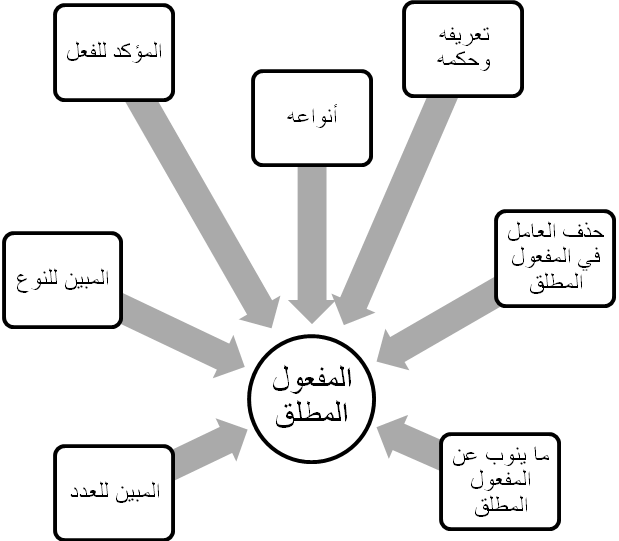 تعريفه
وحكمه
المؤكد للفعل
أنواعه
حذف العامل
في المفعول
المطلق
المبين للنوع
المفعول
المطلق
ما ينوب عن
المفعول
المطلق
المبين للعدد